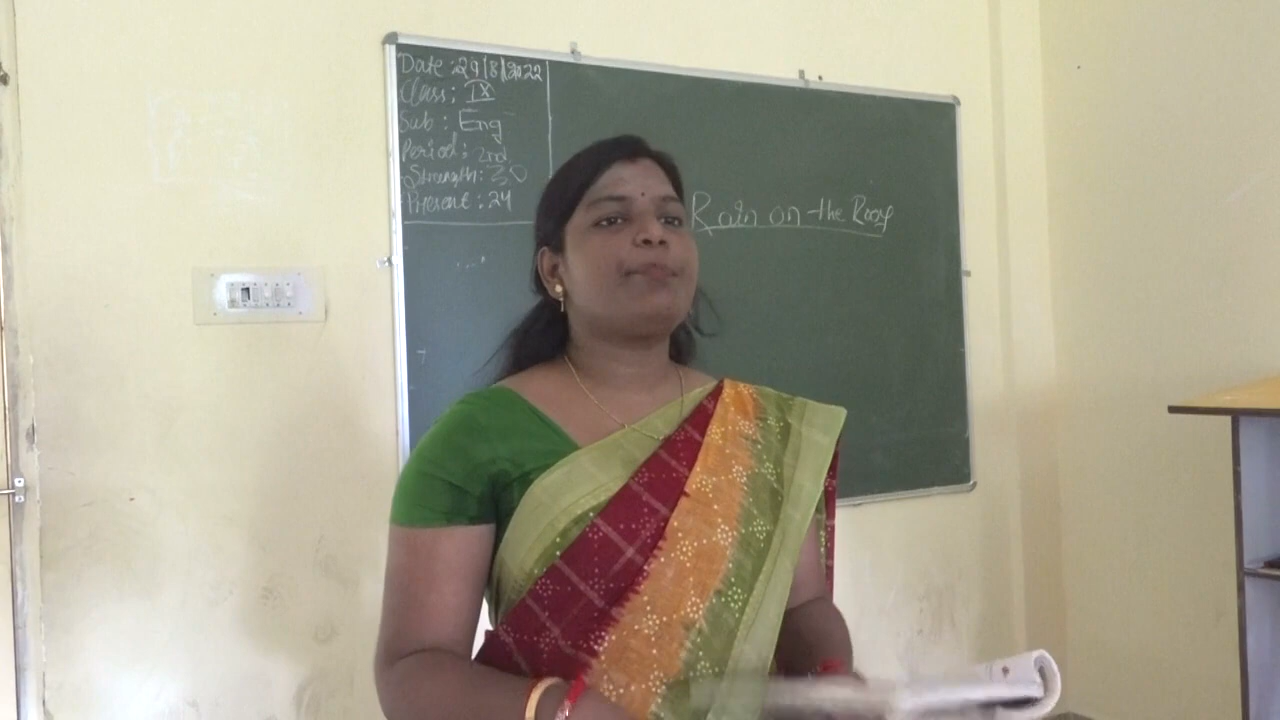 Date : 29/8/2022
Class : IX
Sub : Eng
Period : 2nd
Strength : 30
Present : 24
Rain on the Roof